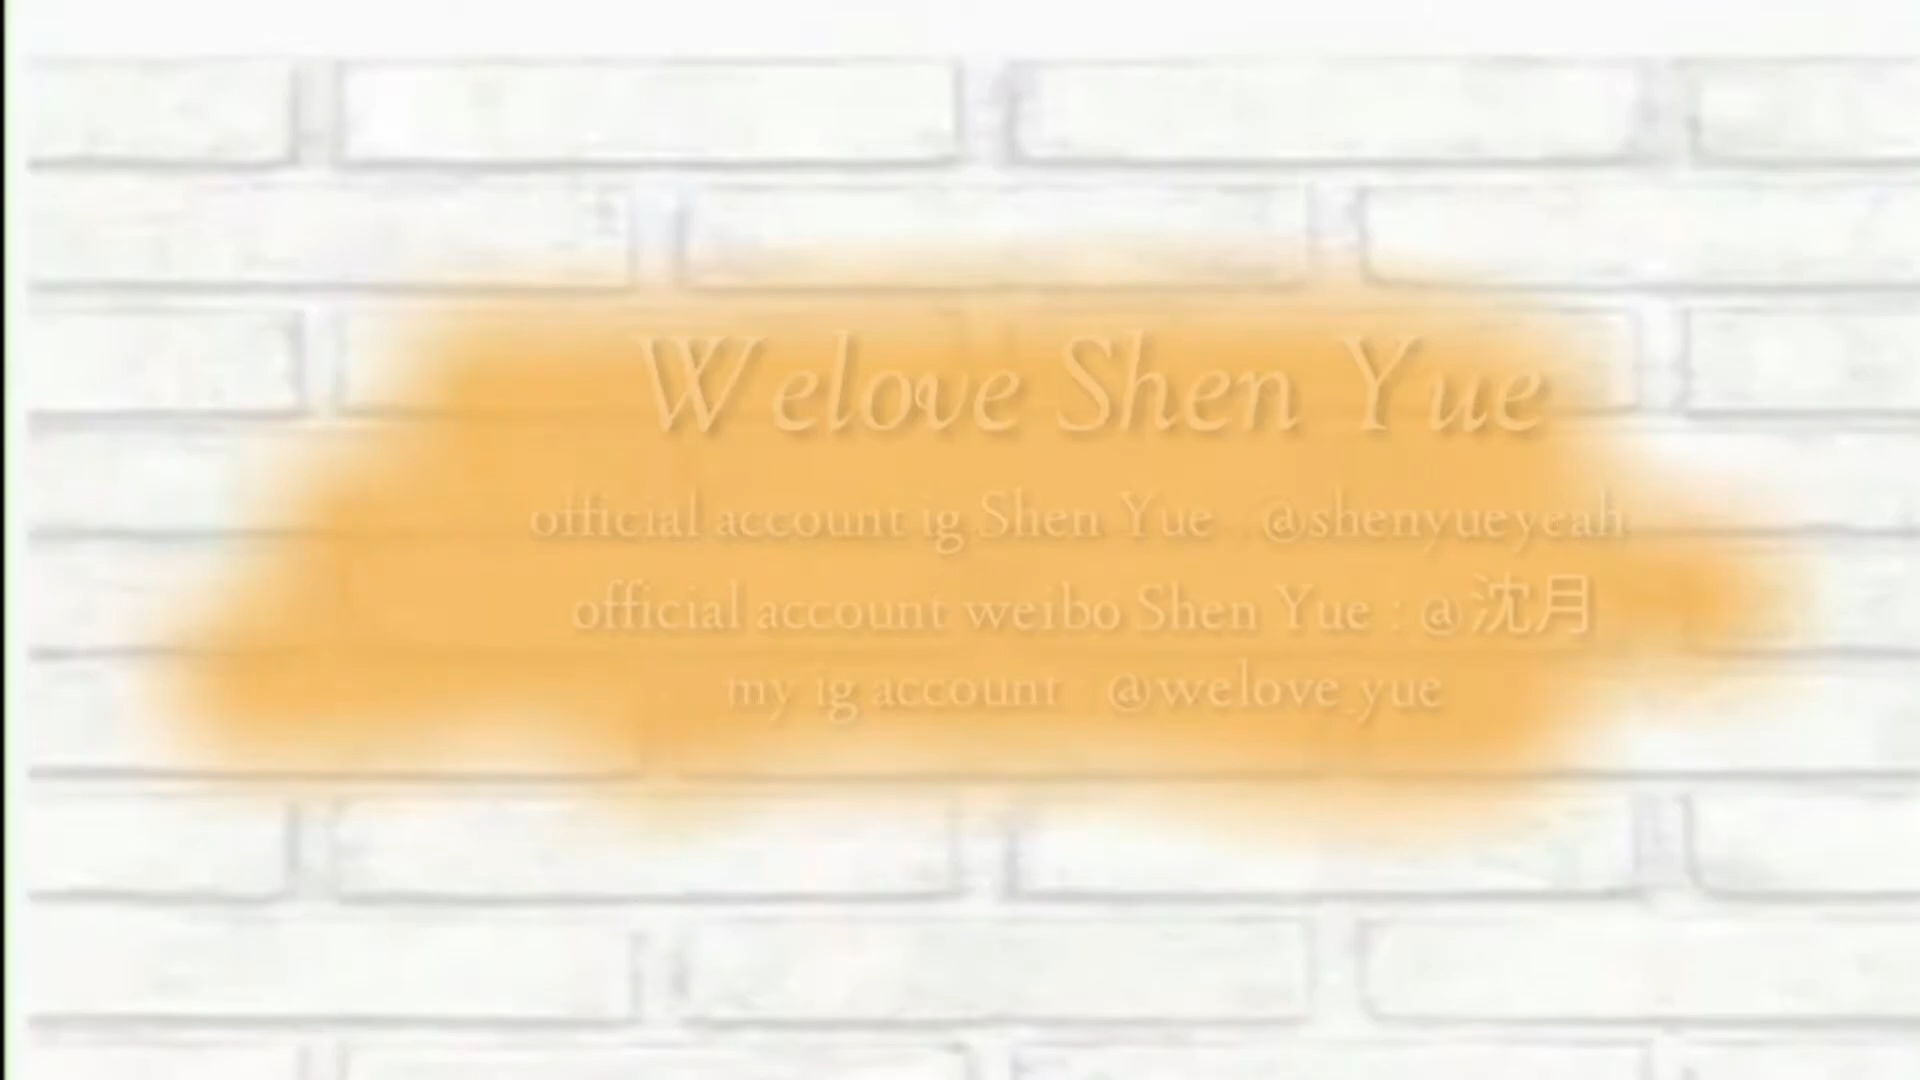 Welove Shen Yue
official account ig Shen Yue : @shenyueyeah
official account weibo Shen Yue : @沈月
my ig account : @welove.yue